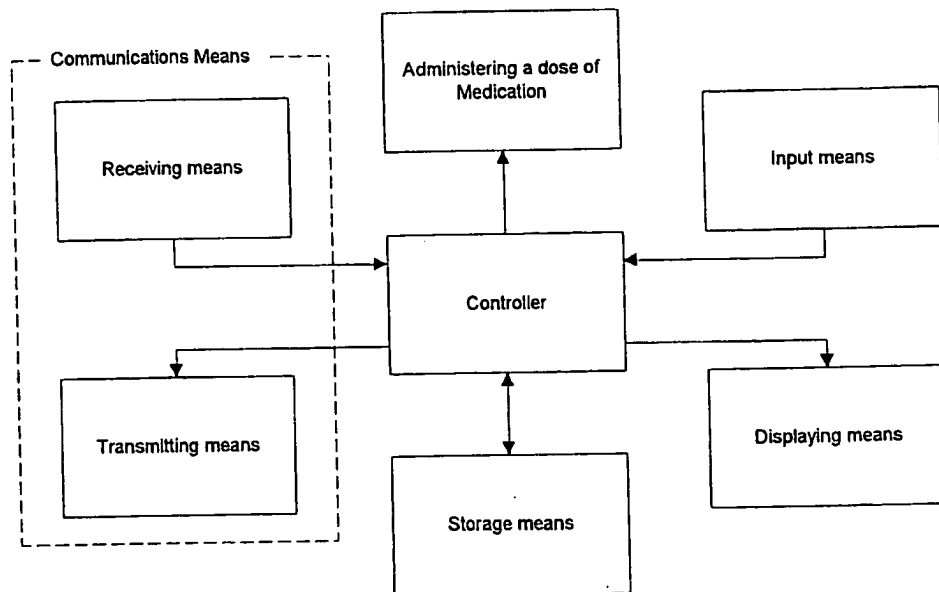 Communications Means
Administering a dose of
Medication
Receiving means
Input means
Controller
Transmitting means
Displaying means
Storage means